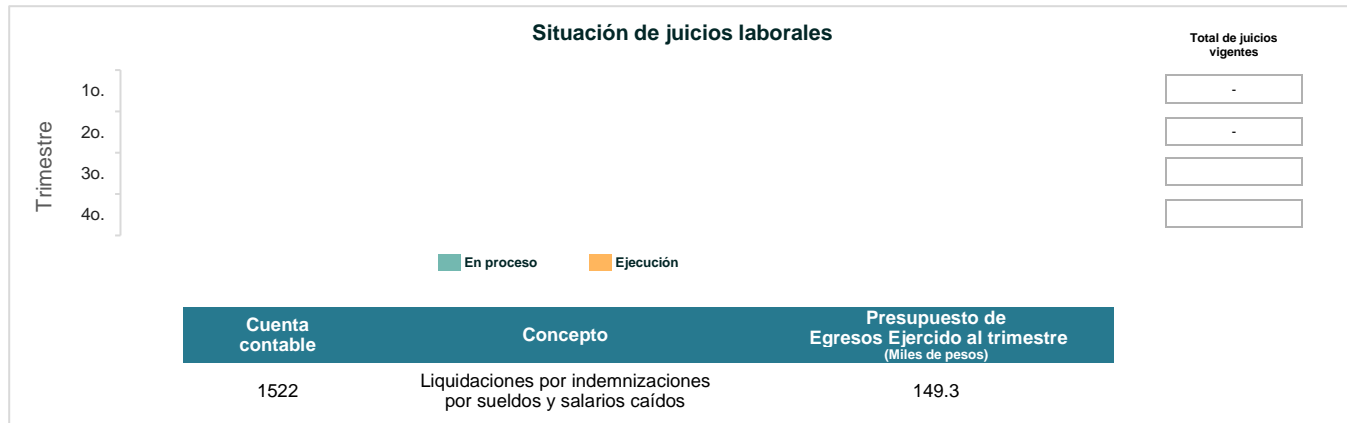 Situación de juicios laborales
Total de juicios
vigentes
Trimestre
1o.
-
2o.
-
3o.
4o.
En proceso
Ejecución
Cuenta
contable
Concepto
Presupuesto de
Egresos Ejercido al trimestre
(Miles de pesos)
1522
Liquidaciones por indemnizaciones
por sueldos y salarios caídos
149.3